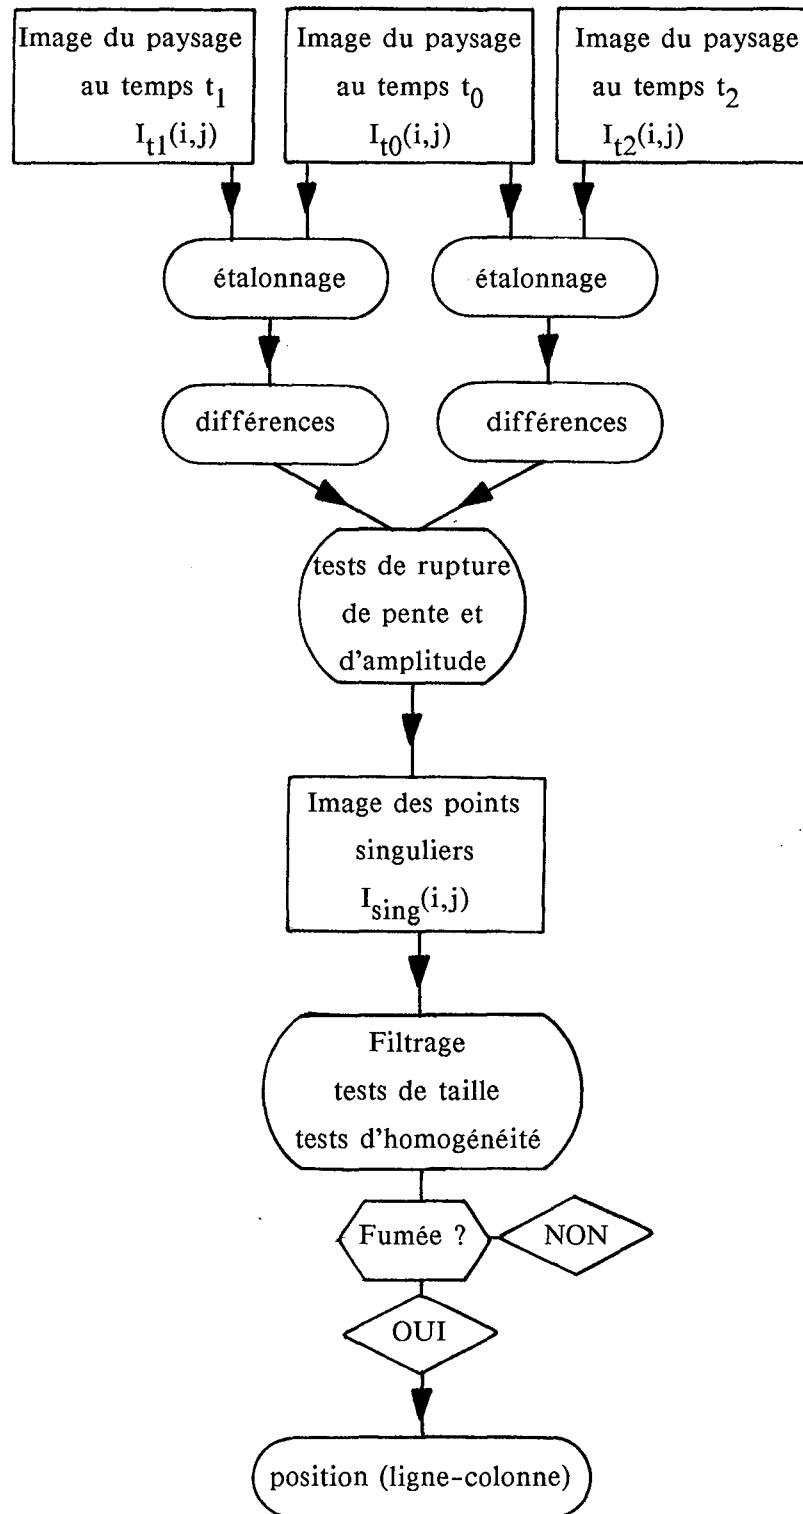 Image du paysage
au temps t1
It1(i,j)
Image du paysage
au temps t0
It0(i,j)
Image du paysage
au temps t2
It2(i,j)
étalonnage
étalonnage
différences
différences
tests de rupture
de pente et
d'amplitude
Image des points
singuliers
Ising(i,j)
Filtrage
tests de taille
tests d'homogénéité
Fumée ?
NON
OUI
position (ligne-colonne)